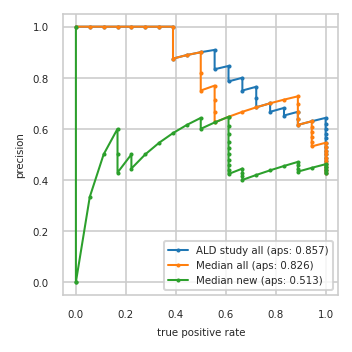 1.0
0.8
0.6
0.4
0.2
0.0
precision
ALD study all (aps: 0.857)
Median all (aps: 0.826)
Median new (aps: 0.513)
0.0 0.2 0.4 0.6 0.8 1.0
true positive rate